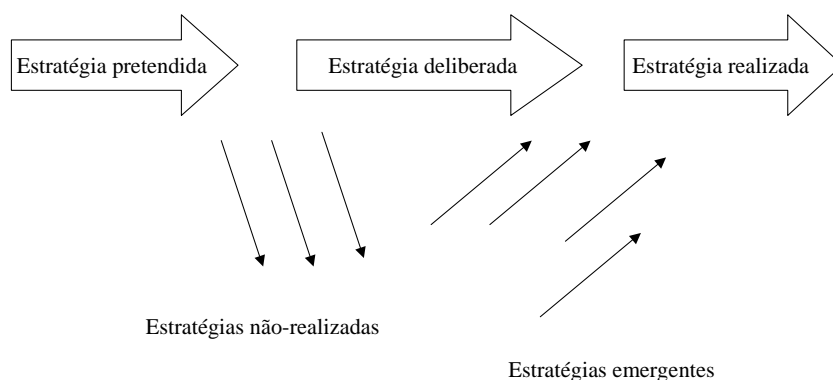 Estratégia pretendida
Estratégia deliberada
Estratégia realizada
Estratégias não-realizadas
Estratégias emergentes